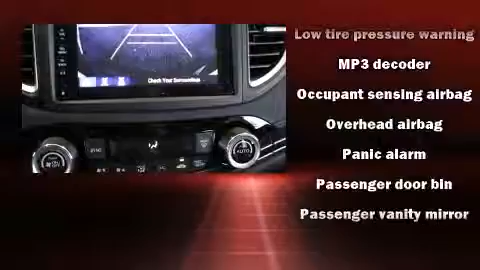 Check Your Surroundings
SYNC
AUTO
Low tire pressure warning
MP3 decoder
Occupant sensing airbag
Overhead airbag
Panic alarm
Passenger door bin
Passenger vanity mirror